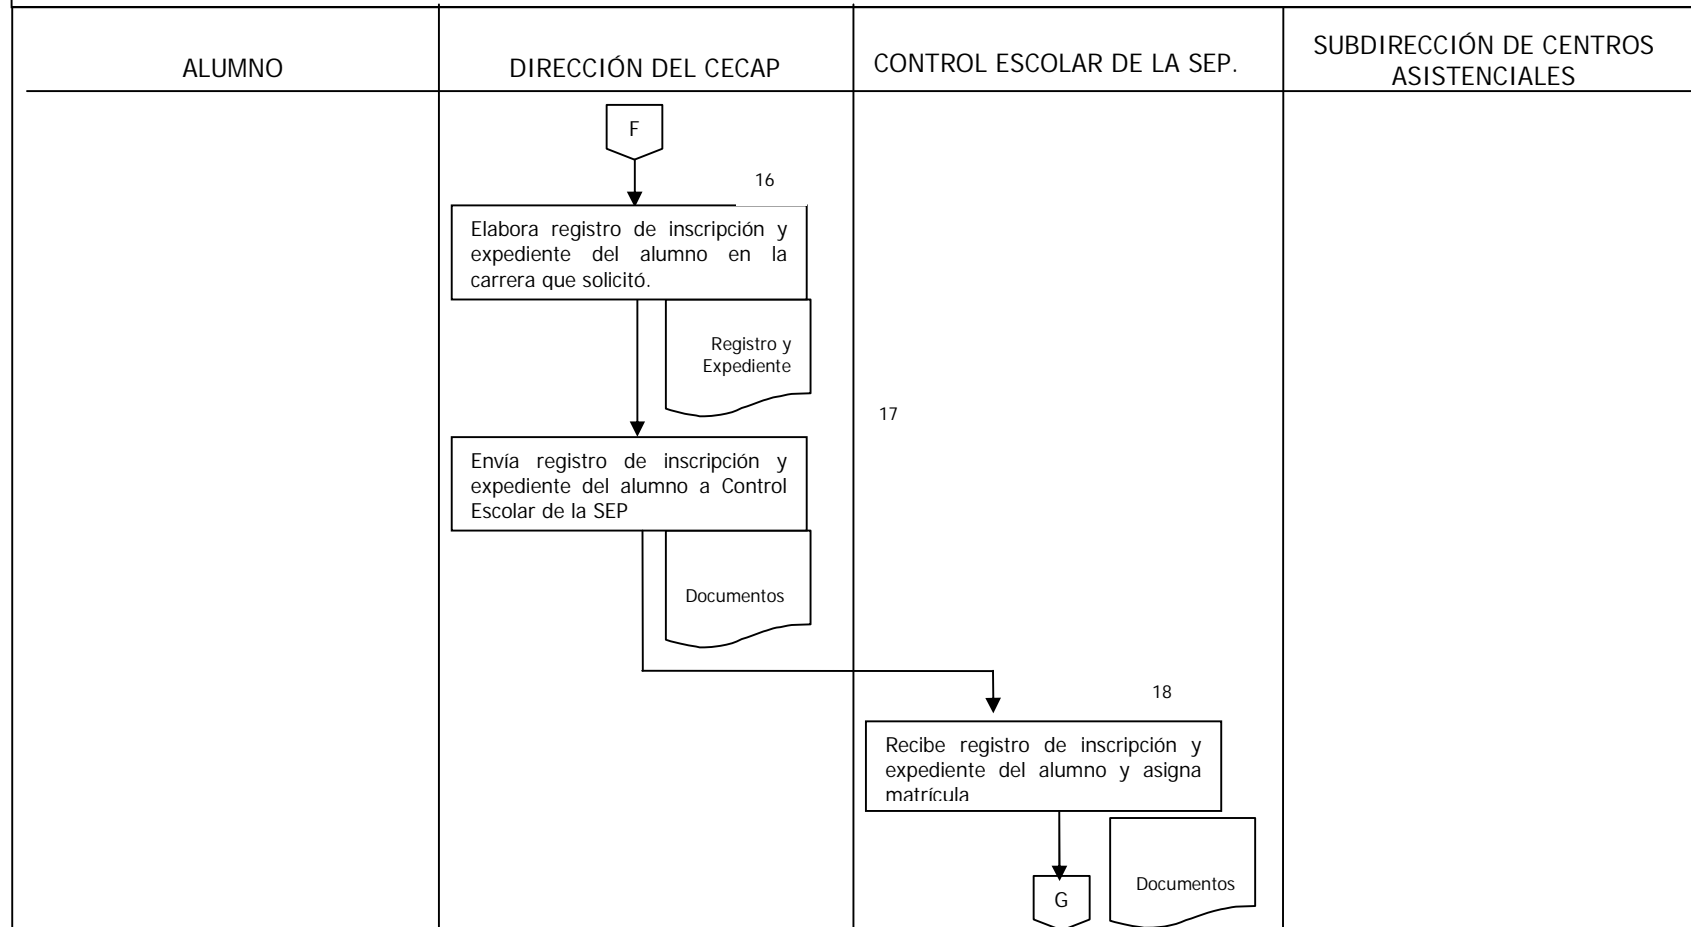 ALUMNO
DIRECCIÓN DEL CECAP
CONTROL ESCOLAR DE LA SEP.
SUBDIRECCIÓN DE CENTROS
ASISTENCIALES
F
16
Elabora registro de inscripción y
expediente del alumno en la
carrera que solicitó.
Registro y
Expediente
17
Envía registro de inscripción y
expediente del alumno a Control
Escolar de la SEP
Documentos
18
Recibe registro de inscripción y
expediente del alumno y asigna
matrícula
Documentos
G